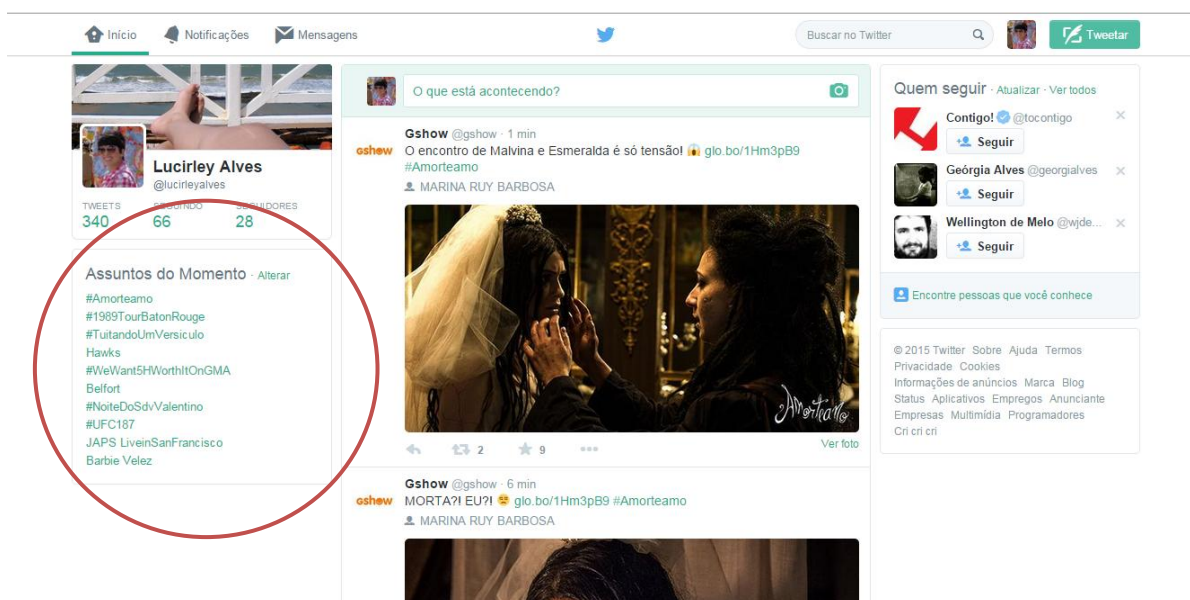 Início Notificações Mensagens Buscar no Twitter Tweetar
Lucirley Alves
@lucirleyalves
TWEETS SEGUINDO SEGUIDORES
340 66 28
Assuntos do Momento · Alterar
#Amorteamo
#1989TourBatonRouge
#TuitandoUmVersiculo
Hawks
#WeWant5HWorthItOnGMA
Belfort
#NoiteDoSdvValentino
#UFC187
JAPS LiveinSanFrancisco
Barbie Velez
O que está acontecendo?
Gshow @gshow · 1 min
gshow O encontro de Malvina e Esmeralda é só tensão! 😱 glo.bo/1Hm3pB9
#Amorteamo
MARINA RUY BARBOSA
Amorteamo
2 9 Ver foto
Gshow @gshow · 6 min
gshow MORTA?! EU?! glo.bo/1Hm3pB9 #Amorteamo
MARINA RUY BARBOSA
Quem seguir · Atualizar · Ver todos
Contigo! @tocontigo
Seguir
Geórgia Alves @georgialves
Seguir
Wellington de Melo @wjde...
Seguir
Encontre pessoas que você conhece
© 2015 Twitter Sobre Ajuda Termos
Privacidade Cookies
Informações de anúncios Marca Blog
Status Aplicativos Empregos Anunciante
Empresas Multimídia Programadores
Cri cri cri